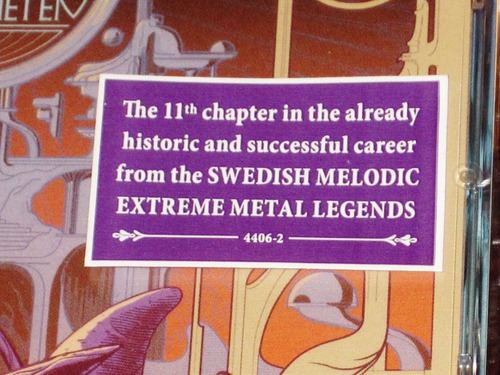 The 11th chapter in the already
historic and successful career
from the SWEDISH MELODIC
EXTREME METAL LEGENDS
4406-2